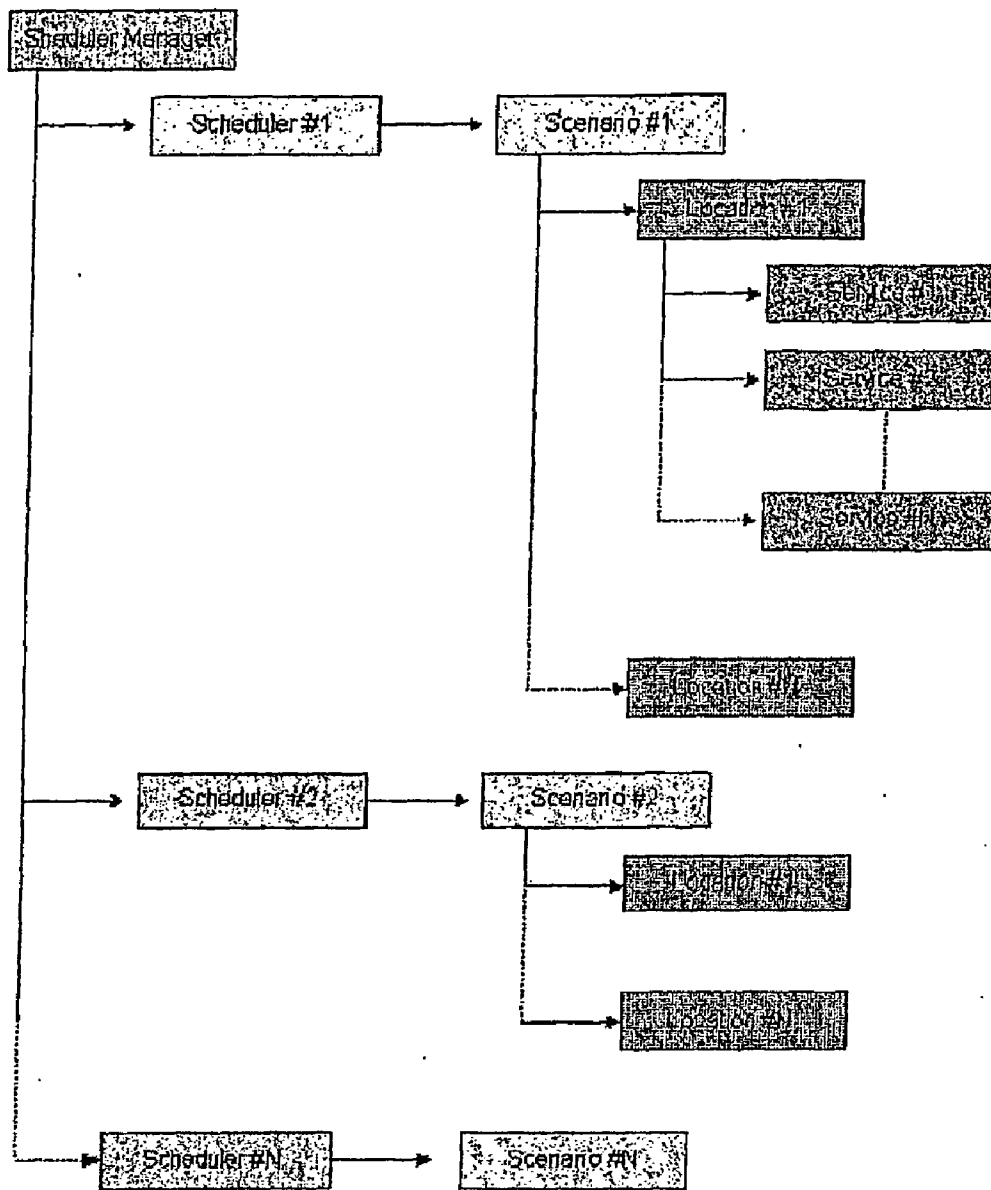 Sheduler Manager
Scheduler #1
Scenario #1
Location #1
Service #1
Service #2
Service #N
Location #N
Scheduler #2
Scenario #2
Location #1
Location #N
Scheduler #N
Scenario #N